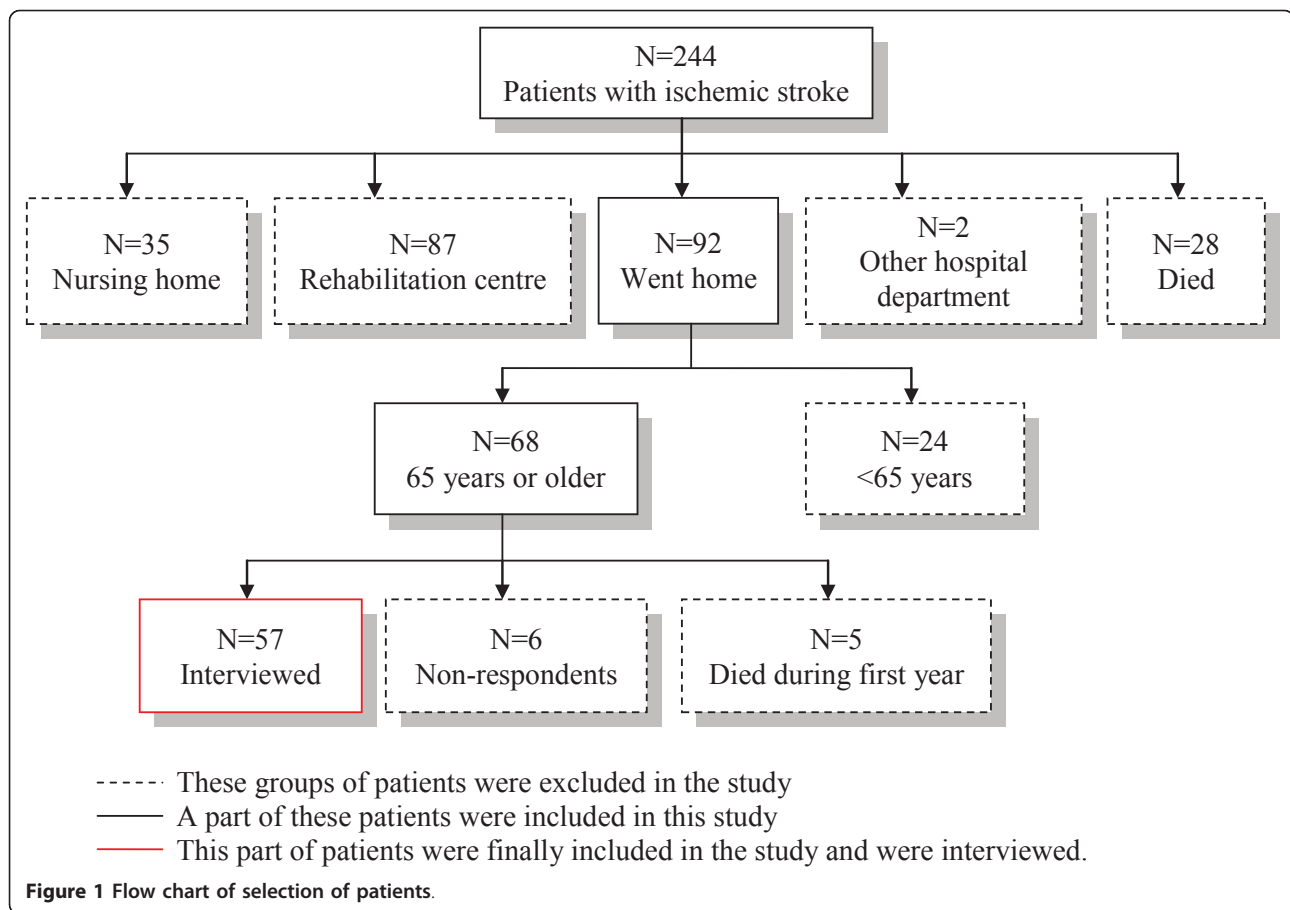 N=244
Patients with ischemic stroke
N=35
Nursing home
N=87
Rehabilitation centre
N=92
Went home
N=2
Other hospital
department
N=28
Died
N=68
65 years or older
N=24
<65 years
N=57
Interviewed
N=6
Non-respondents
N=5
Died during first year
These groups of patients were excluded in the study
A part of these patients were included in this study
This part of patients were finally included in the study and were interviewed.
Figure 1 Flow chart of selection of patients.